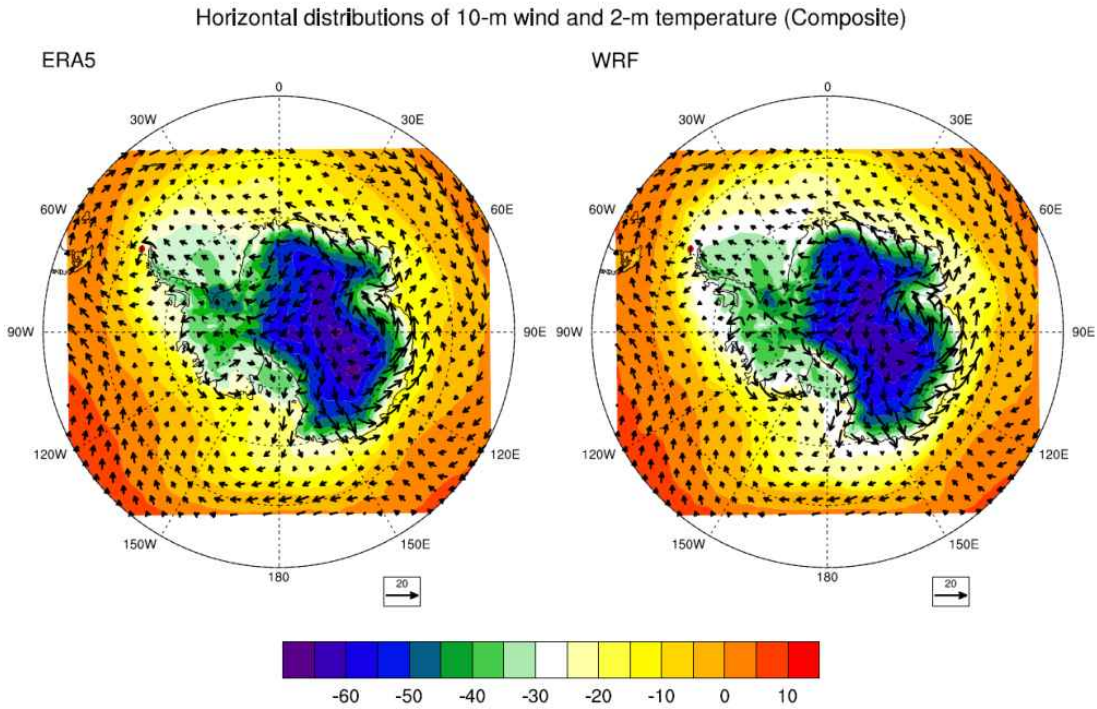 Horizontal distributions of 10-m wind and 2-m temperature (Composite)
ERA5
WRF
0
30W
30E
60W
60E
90W
90E
120W
120E
150W
150E
180
20
0
30W
30E
60W
60E
90W
90E
120W
120E
150W
150E
180
20
-60 -50 -40 -30 -20 -10 0 10